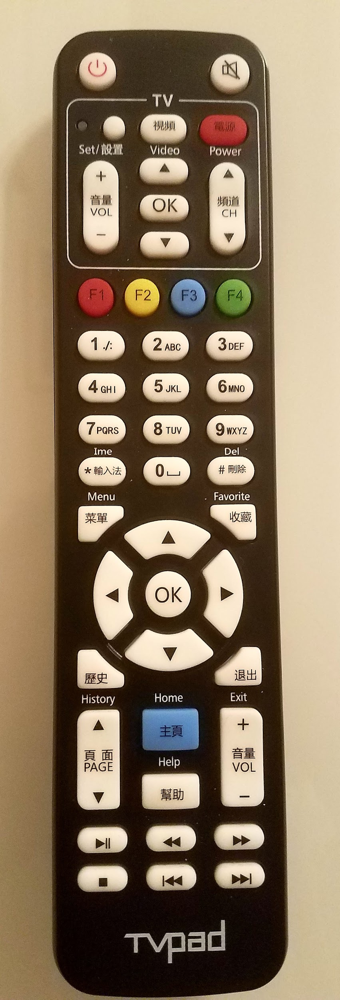 TV
視頻
電源
Set/設置
Video
Power
+
音量
VOL
−
OK
頻道
CH
F1
F2
F3
F4
1 ./:
2 ABC
3 DEF
4 GHI
5 JKL
6 MNO
7 PQRS
8 TUV
9 WXYZ
Ime
Del
* 輸入法
0
# 刪除
Menu
Favorite
菜單
收藏
OK
歷史
退出
History
Home
Exit
頁面
PAGE
主頁
+
音量
VOL
−
Help
幫助
TVpad